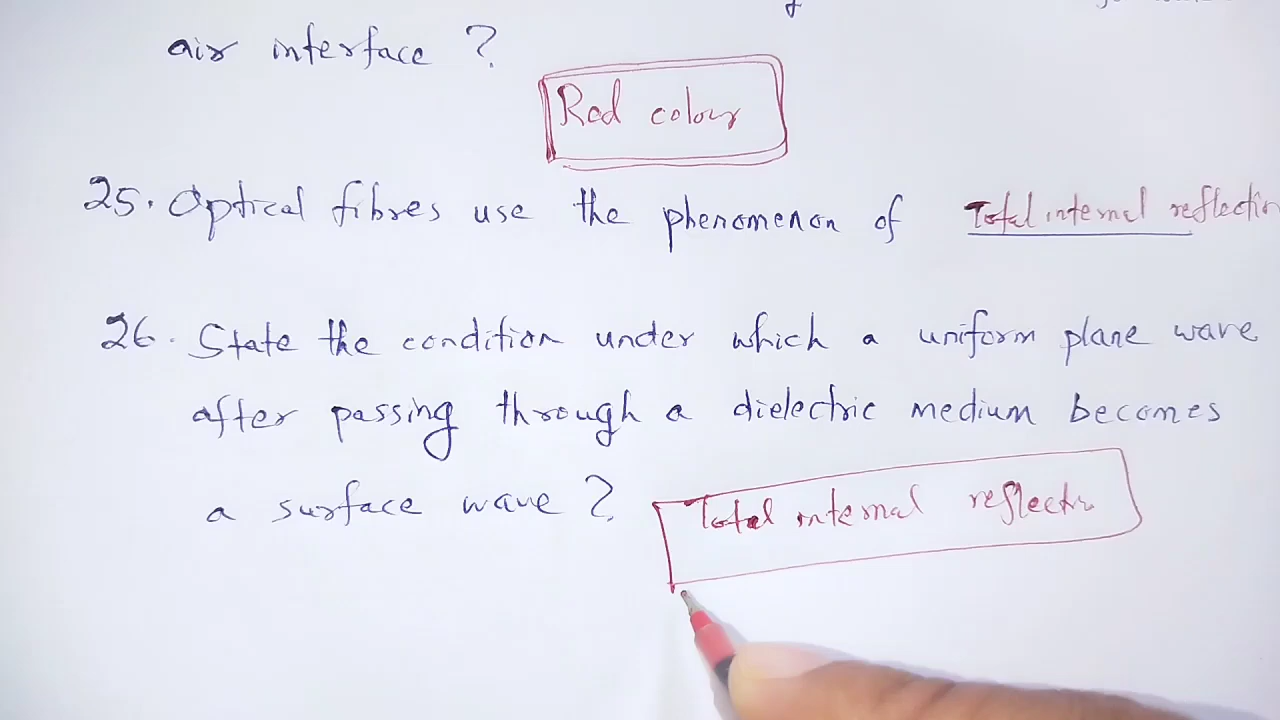 air interface ?
Red colour
25. Optical fibres use the phenomenon of Total internal reflection
26. State the condition under which a uniform plane wave
after passing through a dielectric medium becomes
a surface wave ? Total internal reflectn